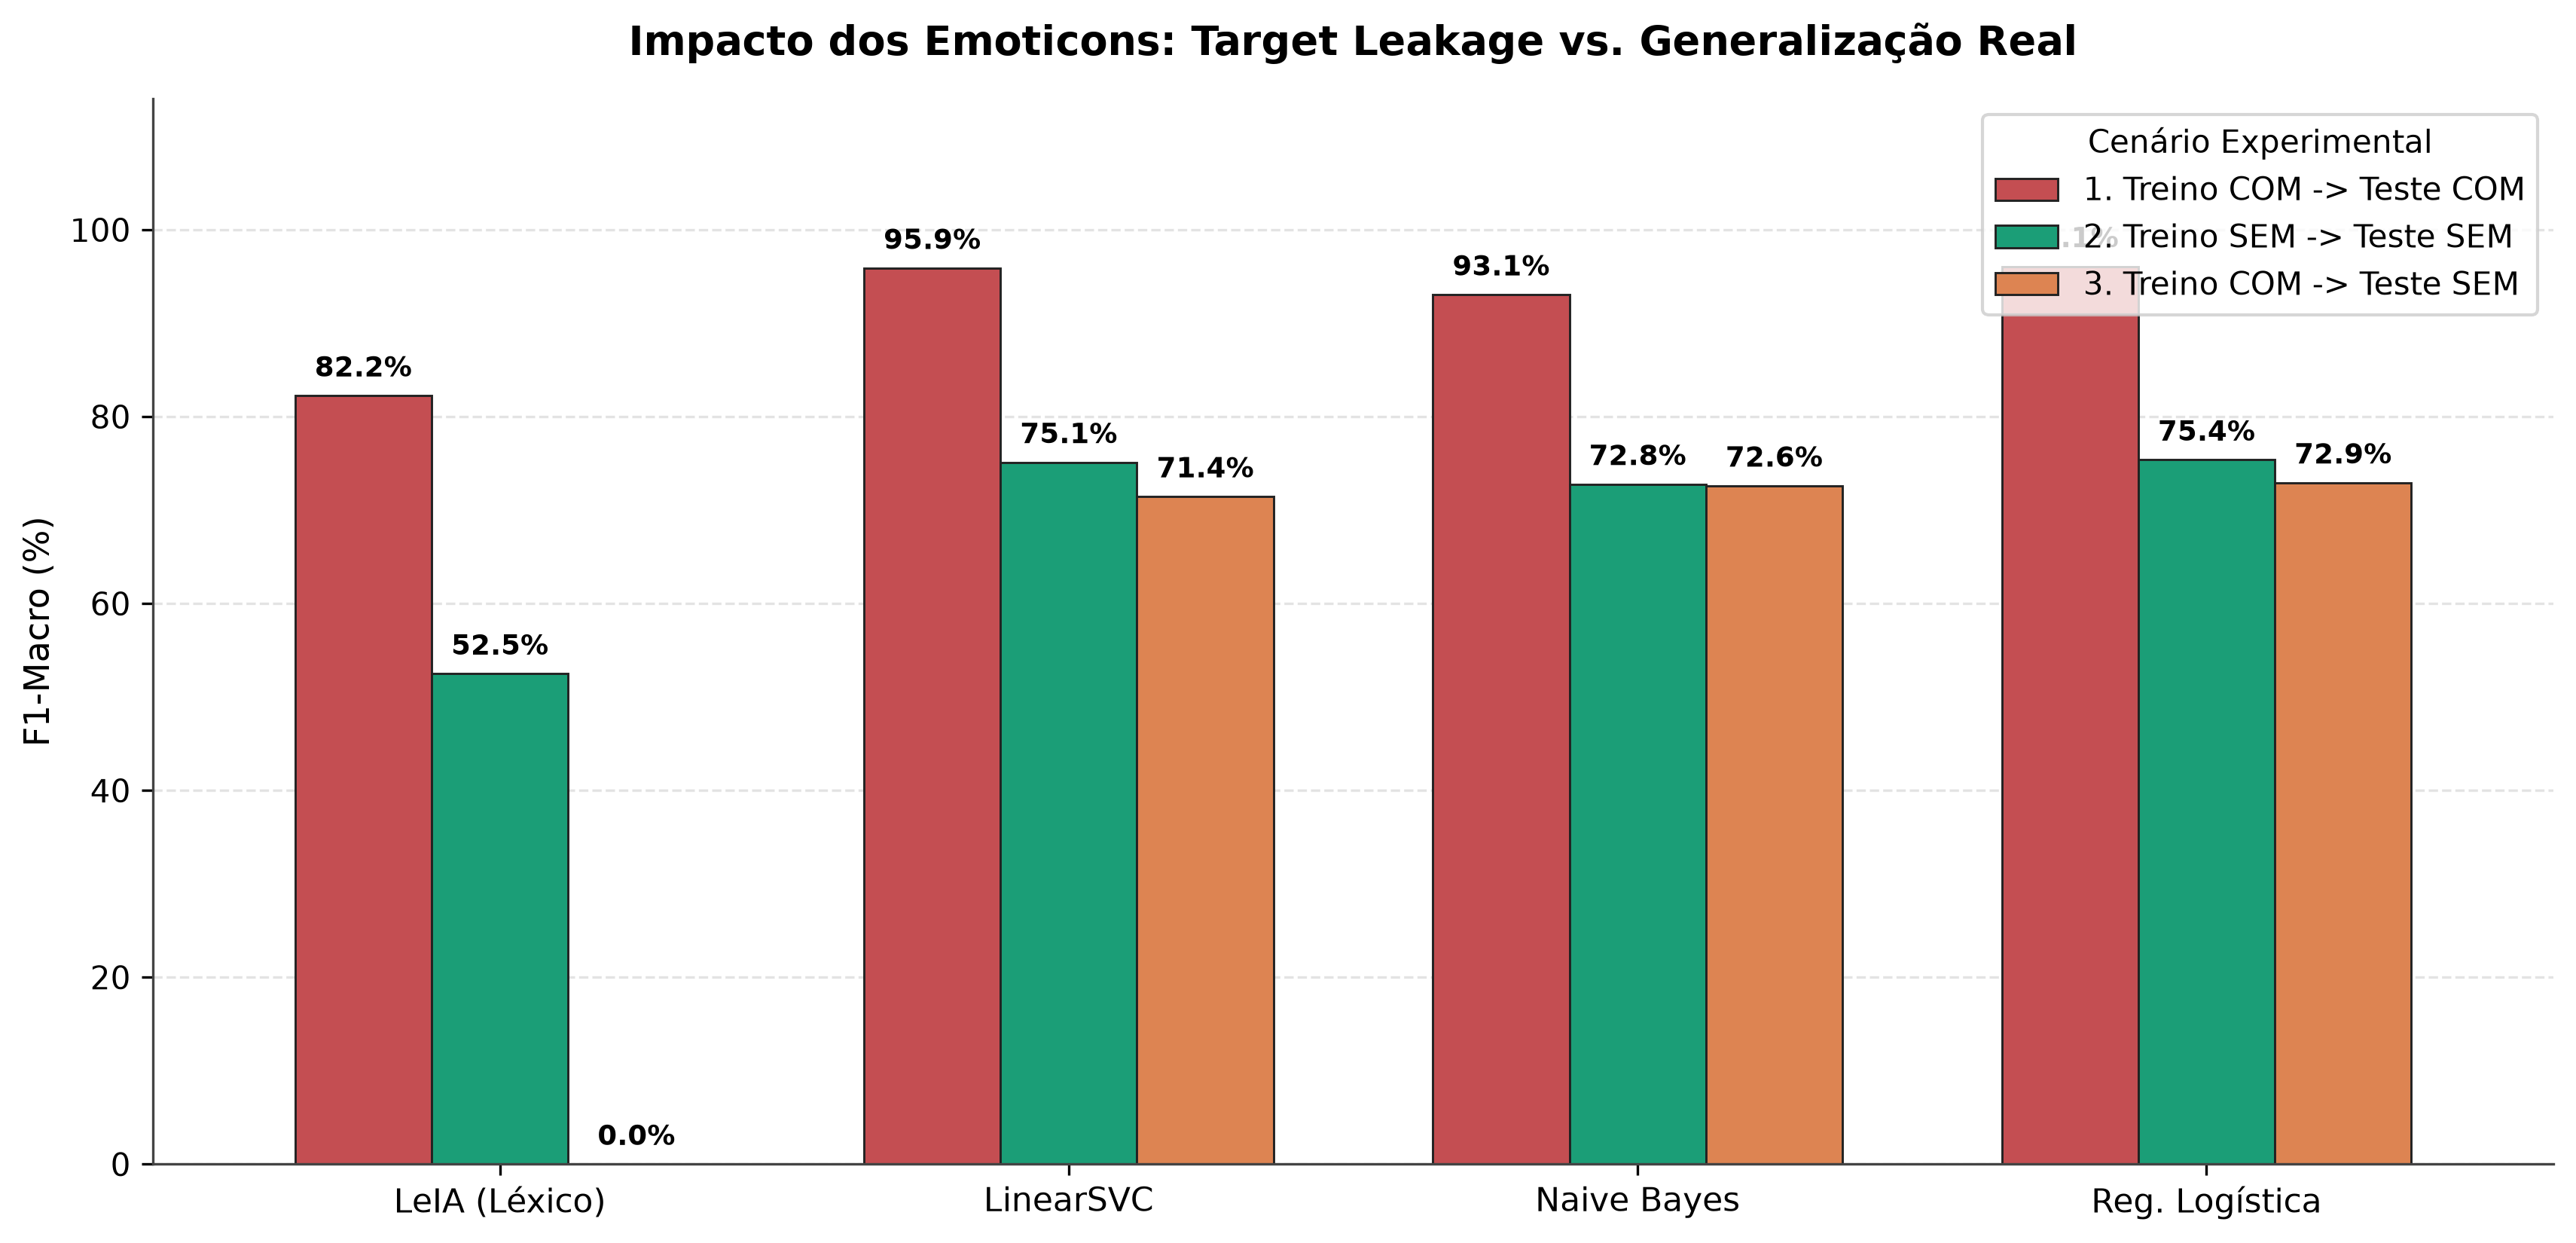 Impacto dos Emoticons: Target Leakage vs. Generalização Real
Cenário Experimental
1. Treino COM -> Teste COM
2. Treino SEM -> Teste SEM
3. Treino COM -> Teste SEM
F1-Macro (%)
100
80
60
40
20
0
82.2%
52.5%
0.0%
95.9%
75.1%
71.4%
93.1%
72.8%
72.6%
75.4%
72.9%
LeIA (Léxico)
LinearSVC
Naive Bayes
Reg. Logística